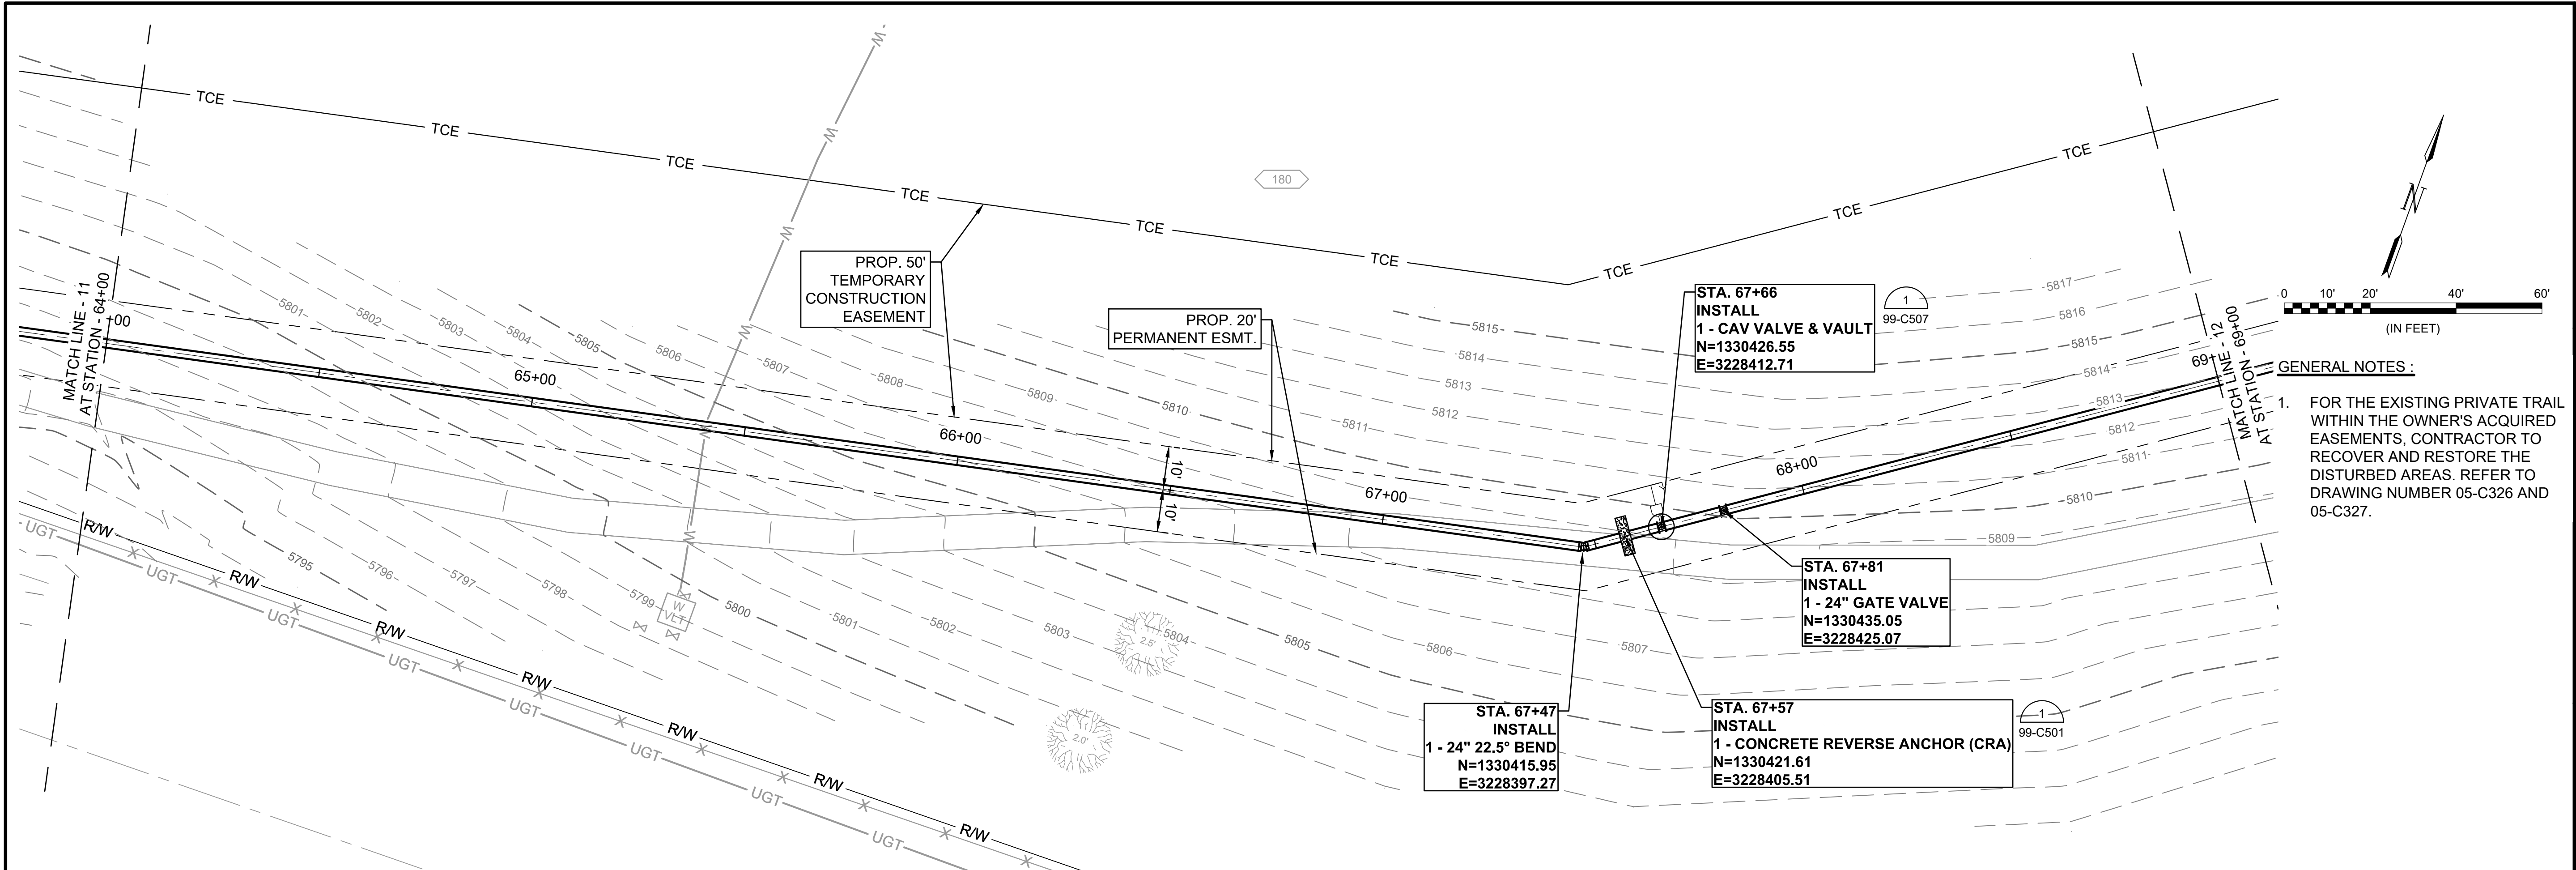 TCE
TCE
TCE
TCE
TCE
TCE
TCE
TCE
TCE
W
W
W
W
W
W
W
180
N
0 10' 20' 40' 60'
(IN FEET)
PROP. 50'
TEMPORARY
CONSTRUCTION
EASEMENT
PROP. 20'
PERMANENT ESMT.
STA. 67+66
INSTALL
1 - CAV VALVE & VAULT
N=1330426.55
E=3228412.71
1
99-C507
MATCH LINE - 11
AT STATION - 64+00
+00
65+00
66+00
67+00
68+00
69+
MATCH LINE - 12
AT STATION - 69+00
10'
10'
5801
5802
5803
5804
5805
5806
5807
5808
5809
5810
5811
5812
5813
5814
5815
5817
5816
5815
5814
5813
5812
5811
5810
5809
GENERAL NOTES :
1. FOR THE EXISTING PRIVATE TRAIL
WITHIN THE OWNER'S ACQUIRED
EASEMENTS, CONTRACTOR TO
RECOVER AND RESTORE THE
DISTURBED AREAS. REFER TO
DRAWING NUMBER 05-C326 AND
05-C327.
STA. 67+81
INSTALL
1 - 24" GATE VALVE
N=1330435.05
E=3228425.07
5795
5796
5797
5798
5799
5800
5801
5802
5803
5804
5805
5806
5807
W
VLT
2.5'
2.0'
STA. 67+47
INSTALL
1 - 24" 22.5° BEND
N=1330415.95
E=3228397.27
STA. 67+57
INSTALL
1 - CONCRETE REVERSE ANCHOR (CRA)
N=1330421.61
E=3228405.51
1
99-C501
R/W
R/W
R/W
R/W
R/W
R/W
R/W
UGT
UGT
UGT
UGT
UGT
UGT
UGT
UGT